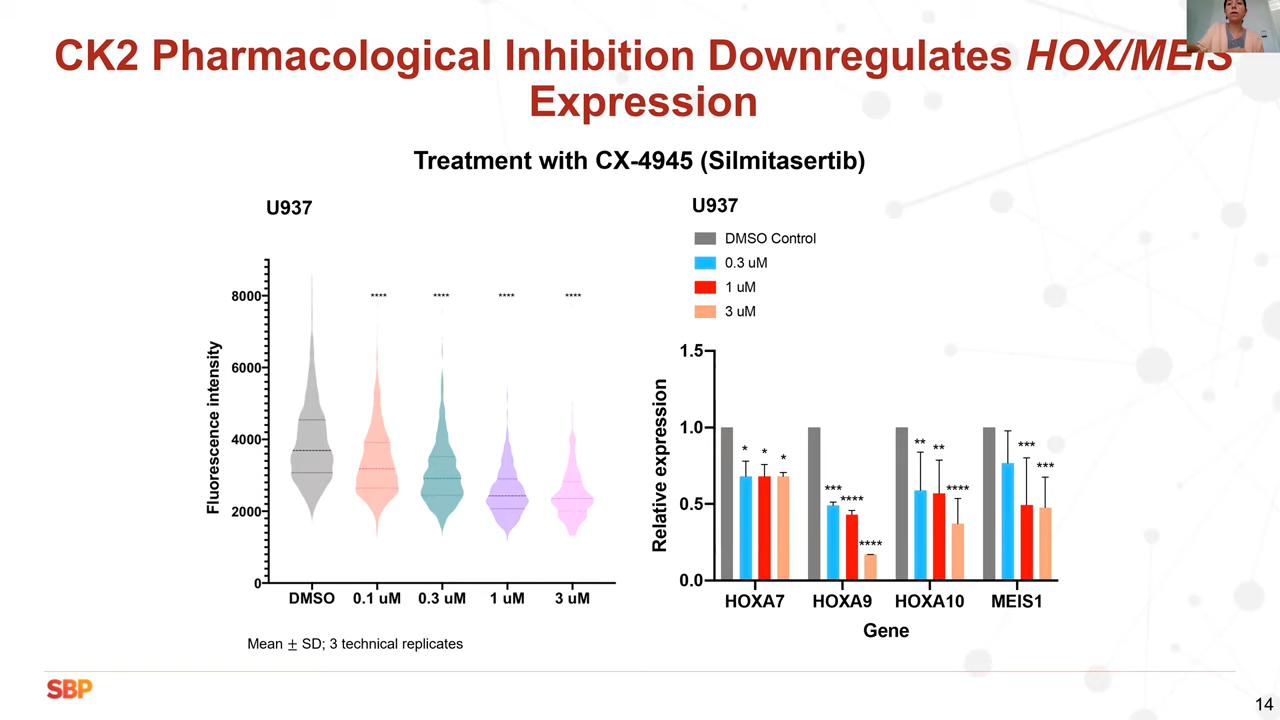 CK2 Pharmacological Inhibition Downregulates HOX/MEIS
Expression
Treatment with CX-4945 (Silmitasertib)
U937
Fluorescence intensity
8000
6000
4000
2000
0
**** **** **** ****
DMSO 0.1 uM 0.3 uM 1 uM 3 uM
Mean ± SD; 3 technical replicates
U937
DMSO Control
0.3 uM
1 uM
3 uM
Relative expression
1.5
1.0
0.5
0.0
* * *
*** **** ****
** ** ****
*** ***
HOXA7 HOXA9 HOXA10 MEIS1
Gene
SBP
14